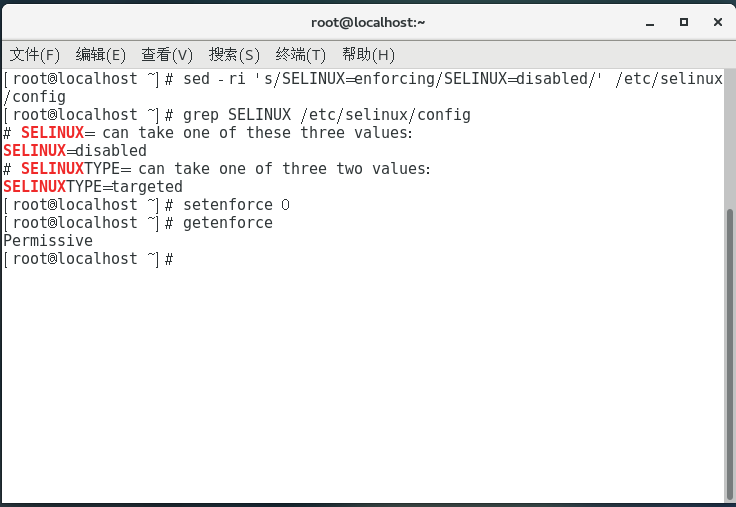 root@localhost:~
文件(F) 编辑(E) 查看(V) 搜索(S) 终端(T) 帮助(H)
[root@localhost ~]# sed -ri 's/SELINUX=enforcing/SELINUX=disabled/' /etc/selinux
/config
[root@localhost ~]# grep SELINUX /etc/selinux/config
# SELINUX= can take one of these three values:
SELINUX=disabled
# SELINUXTYPE= can take one of three two values:
SELINUXTYPE=targeted
[root@localhost ~]# setenforce 0
[root@localhost ~]# getenforce
Permissive
[root@localhost ~]#